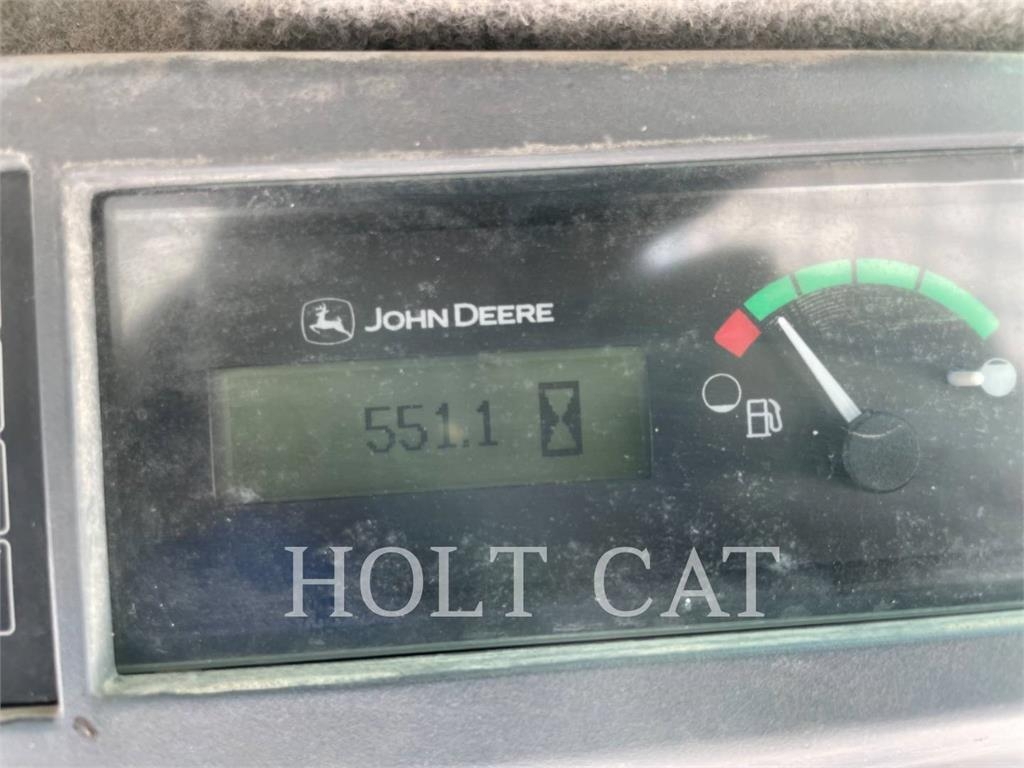 JOHN DEERE
551.1
HOLT CAT